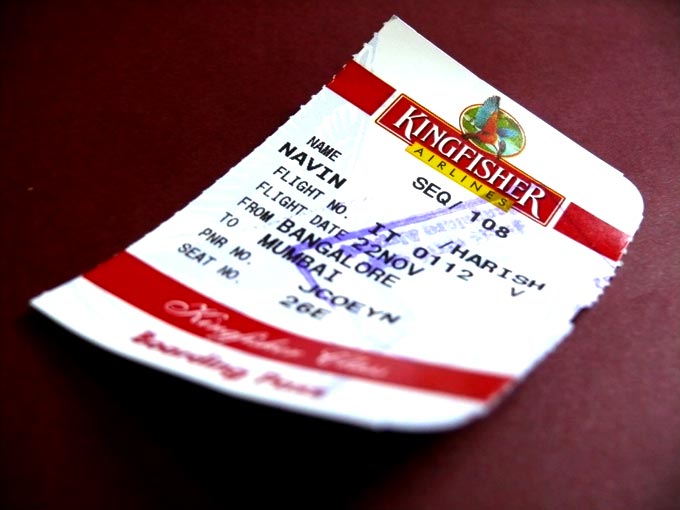 KINGFISHER
AIRLINES
SEQ/ 108
NAME
NAVIN /HARISH
FLIGHT NO. IT 0112 V
FLIGHT DATE 22NOV
FROM BANGALORE
TO MUMBAI
PNR NO. JCOEYN
SEAT NO. 26E
Kingfisher Class
Boarding Pass